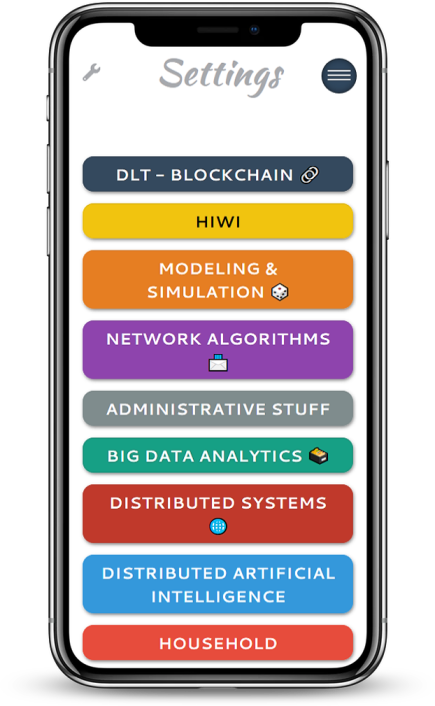 Settings
DLT - BLOCKCHAIN 🔗
HIWI
MODELING &
SIMULATION 🎲
NETWORK ALGORITHMS
📩
ADMINISTRATIVE STUFF
BIG DATA ANALYTICS 🗃
DISTRIBUTED SYSTEMS
🌐
DISTRIBUTED ARTIFICIAL
INTELLIGENCE
HOUSEHOLD